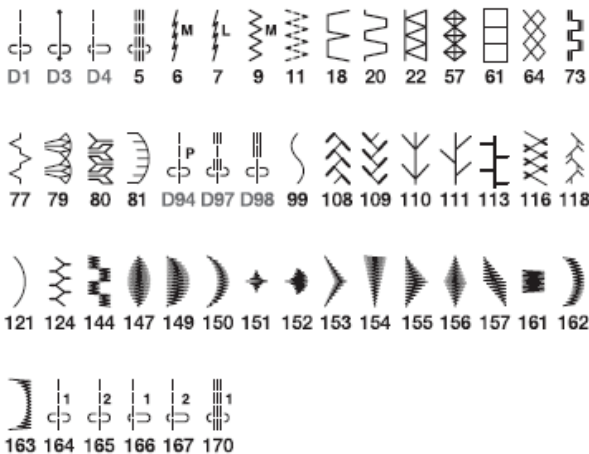 M L M
D1 D3 D4 5 6 7 9 11 18 20 22 57 61 64 73
P
77 79 80 81 D94 D97 D98 99 108 109 110 111 113 116 118
121 124 144 147 149 150 151 152 153 154 155 156 157 161 162
1 2 1 2 1
163 164 165 166 167 170